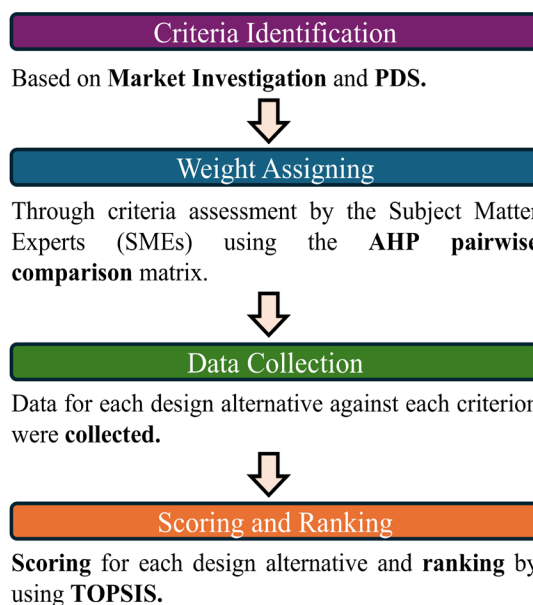 Criteria Identification
Based on Market Investigation and PDS.
Weight Assigning
Through criteria assessment by the Subject Matter
Experts (SMEs) using the AHP pairwise
comparison matrix.
Data Collection
Data for each design alternative against each criterion
were collected.
Scoring and Ranking
Scoring for each design alternative and ranking by
using TOPSIS.